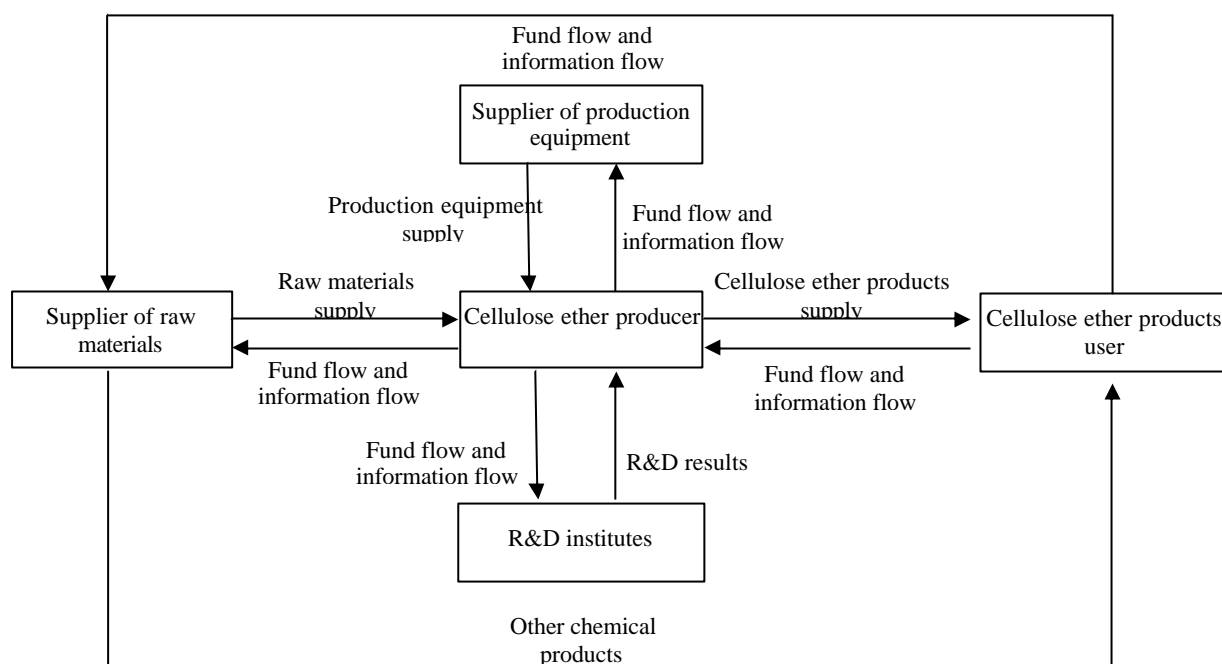 Fund flow and
information flow
Supplier of production
equipment
Production equipment
supply
Fund flow and
information flow
Raw materials
supply
Cellulose ether products
supply
Supplier of raw
materials
Cellulose ether producer
Cellulose ether products
user
Fund flow and
information flow
Fund flow and
information flow
Fund flow and
information flow
R&D results
R&D institutes
Other chemical
products